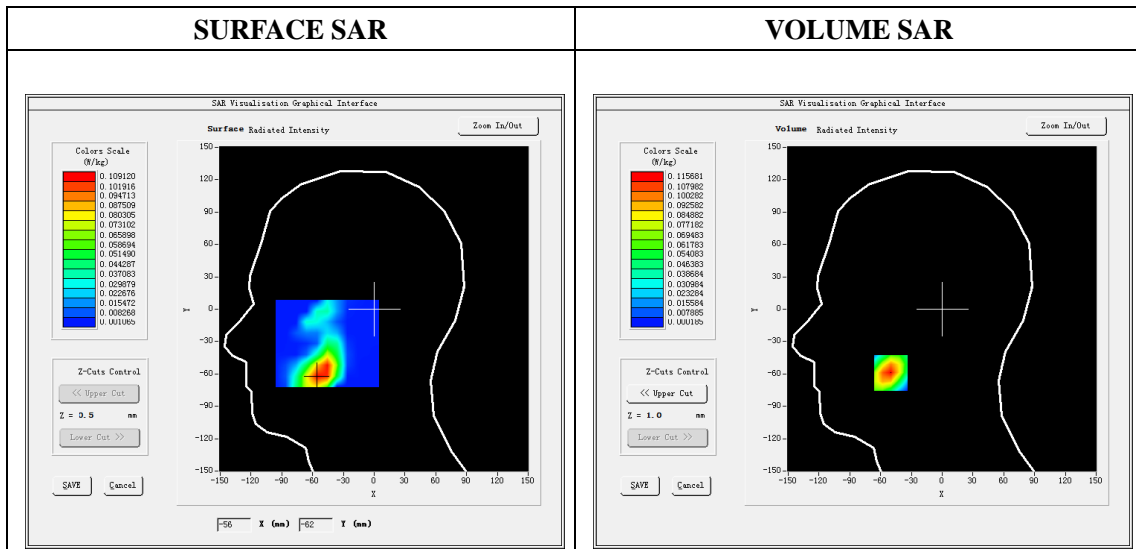 SURFACE SAR
SAR Visualisation Graphical Interface
Surface Radiated Intensity
Zoom In/Out
Colors Scale
(W/kg)
0.109120
0.101916
0.094713
0.087509
0.080305
0.073102
0.065898
0.058694
0.051490
0.044287
0.037083
0.029879
0.022676
0.015472
0.008268
0.001065
Z-Cuts Control
<< Upper Cut
Z = 0.5 mm
Lower Cut >>
SAVE Cancel
150
120
90
60
30
0
-30
-60
-90
-120
-150
Y
-150 -120 -90 -60 -30 0 30 60 90 120 150
X
-56 X (mm) -62 Y (mm)
VOLUME SAR
SAR Visualisation Graphical Interface
Volume Radiated Intensity
Zoom In/Out
Colors Scale
(W/kg)
0.115681
0.107982
0.100282
0.092582
0.084882
0.077182
0.069483
0.061783
0.054083
0.046383
0.038684
0.030984
0.023284
0.015584
0.007885
0.000185
Z-Cuts Control
<< Upper Cut
Z = 1.0 mm
Lower Cut >>
SAVE Cancel
150
120
90
60
30
0
-30
-60
-90
-120
-150
Y
-150 -120 -90 -60 -30 0 30 60 90 120 150
X